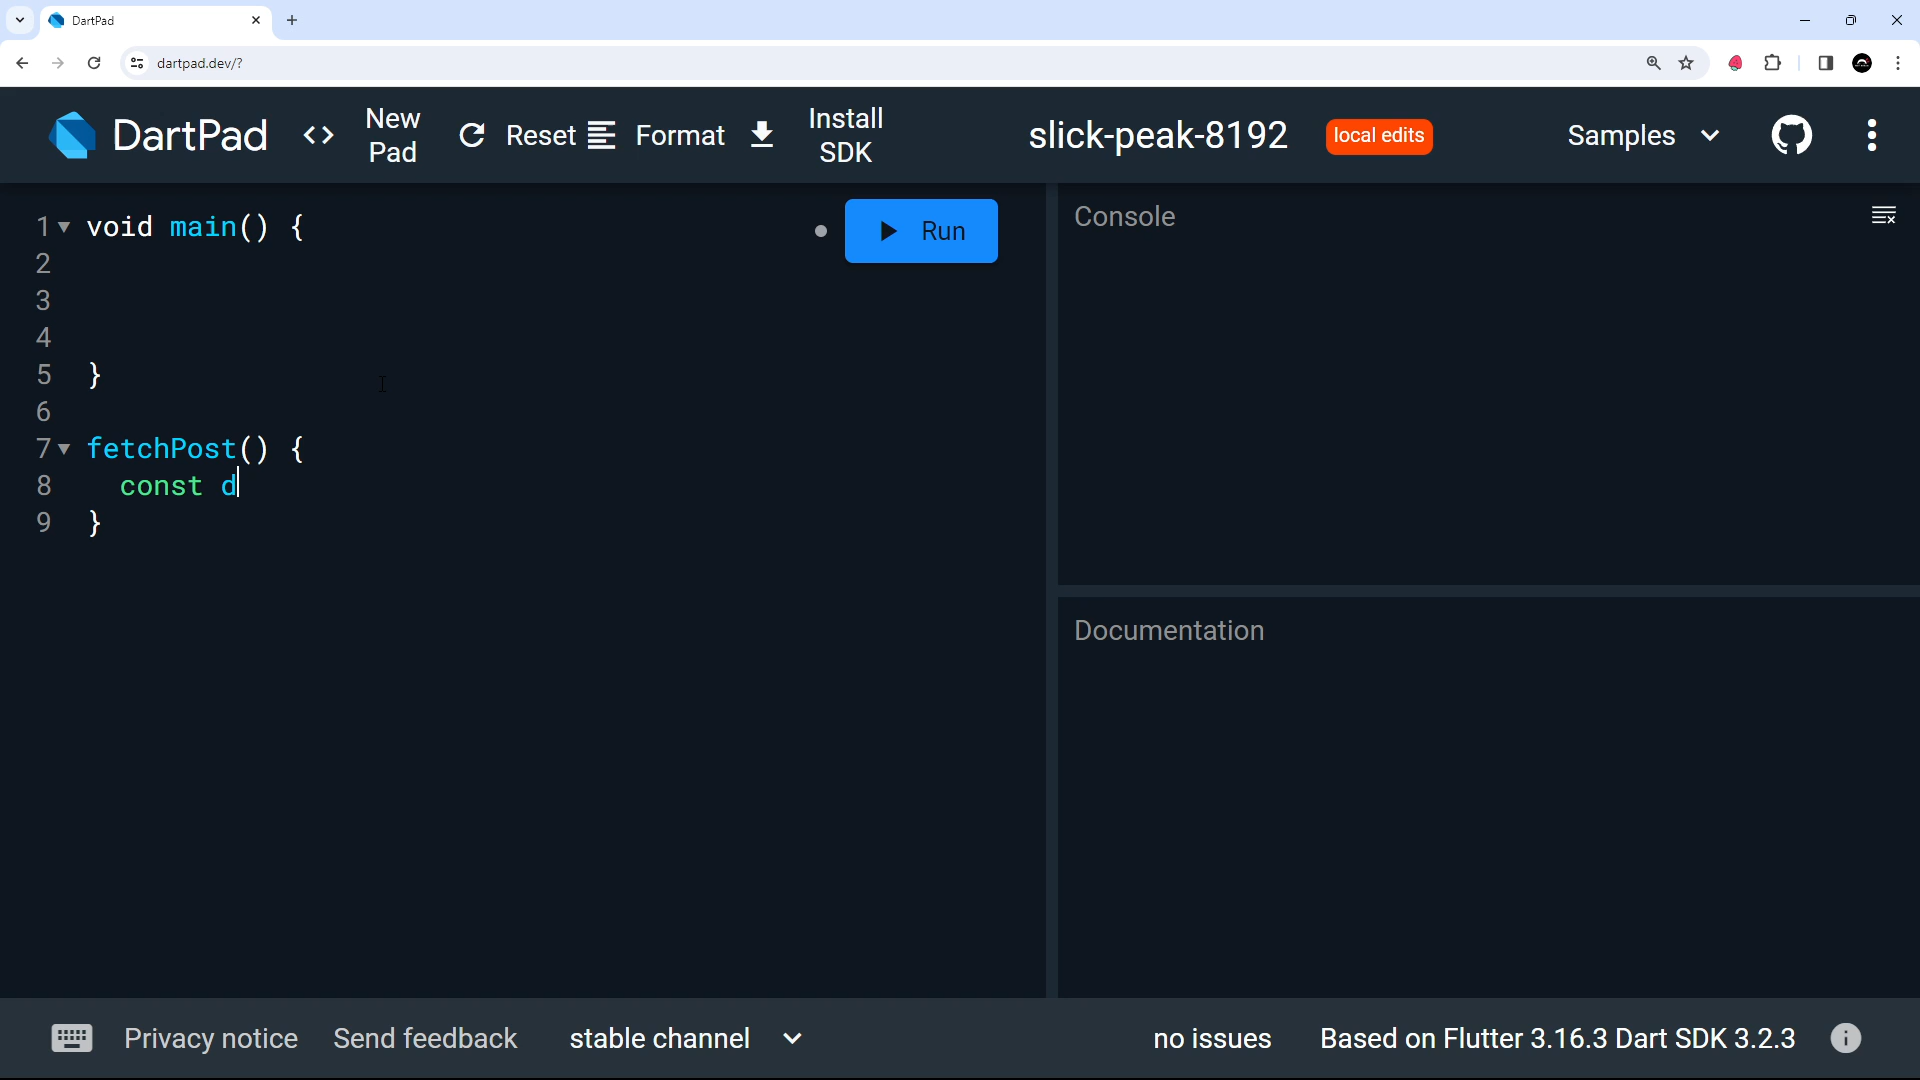 DartPad
dartpad.dev/?
DartPad
<> New Pad
Reset
Format
Install SDK
slick-peak-8192
local edits
Samples
1 void main() {
2
3
4
5 }
6
7 fetchPost() {
8 const d
9 }
Run
Console
Documentation
Privacy notice
Send feedback
stable channel
no issues
Based on Flutter 3.16.3 Dart SDK 3.2.3